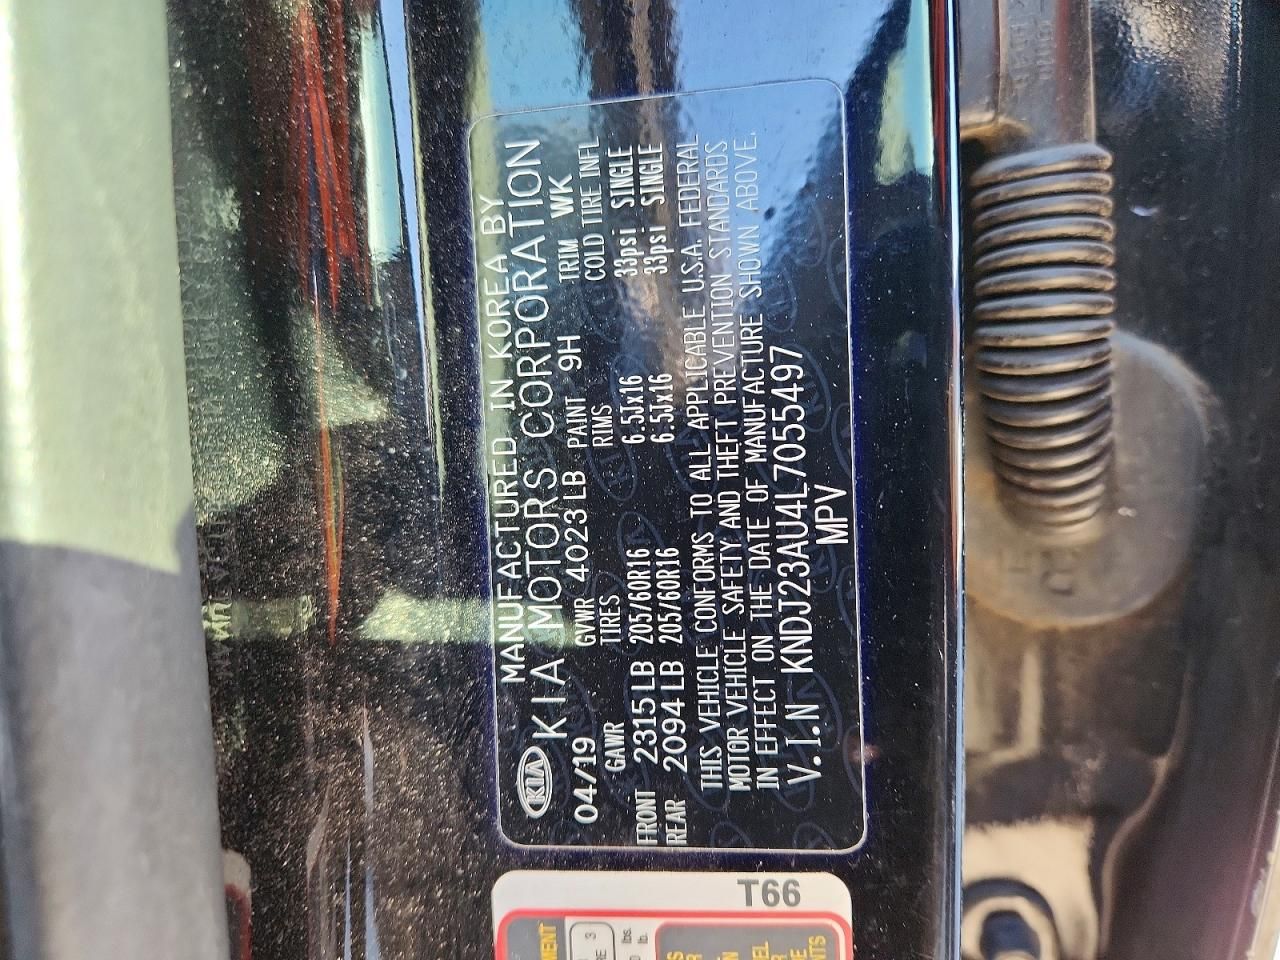 MANUFACTURED IN KOREA BY
KIA KIA MOTORS CORPORATION
04/19 GVWR 4023 LB PAINT 9H TRIM WK
GAWR TIRES RIMS COLD TIRE INFL
FRONT 2315 LB 205/60R16 6.5Jx16 33psi SINGLE
REAR 2094 LB 205/60R16 6.5Jx16 33psi SINGLE
THIS VEHICLE CONFORMS TO ALL APPLICABLE U.S.A. FEDERAL
MOTOR VEHICLE SAFETY AND THEFT PREVENTION STANDARDS
IN EFFECT ON THE DATE OF MANUFACTURE SHOWN ABOVE.
V.I.N KNDJ23AU4L7055497
MPV
T66